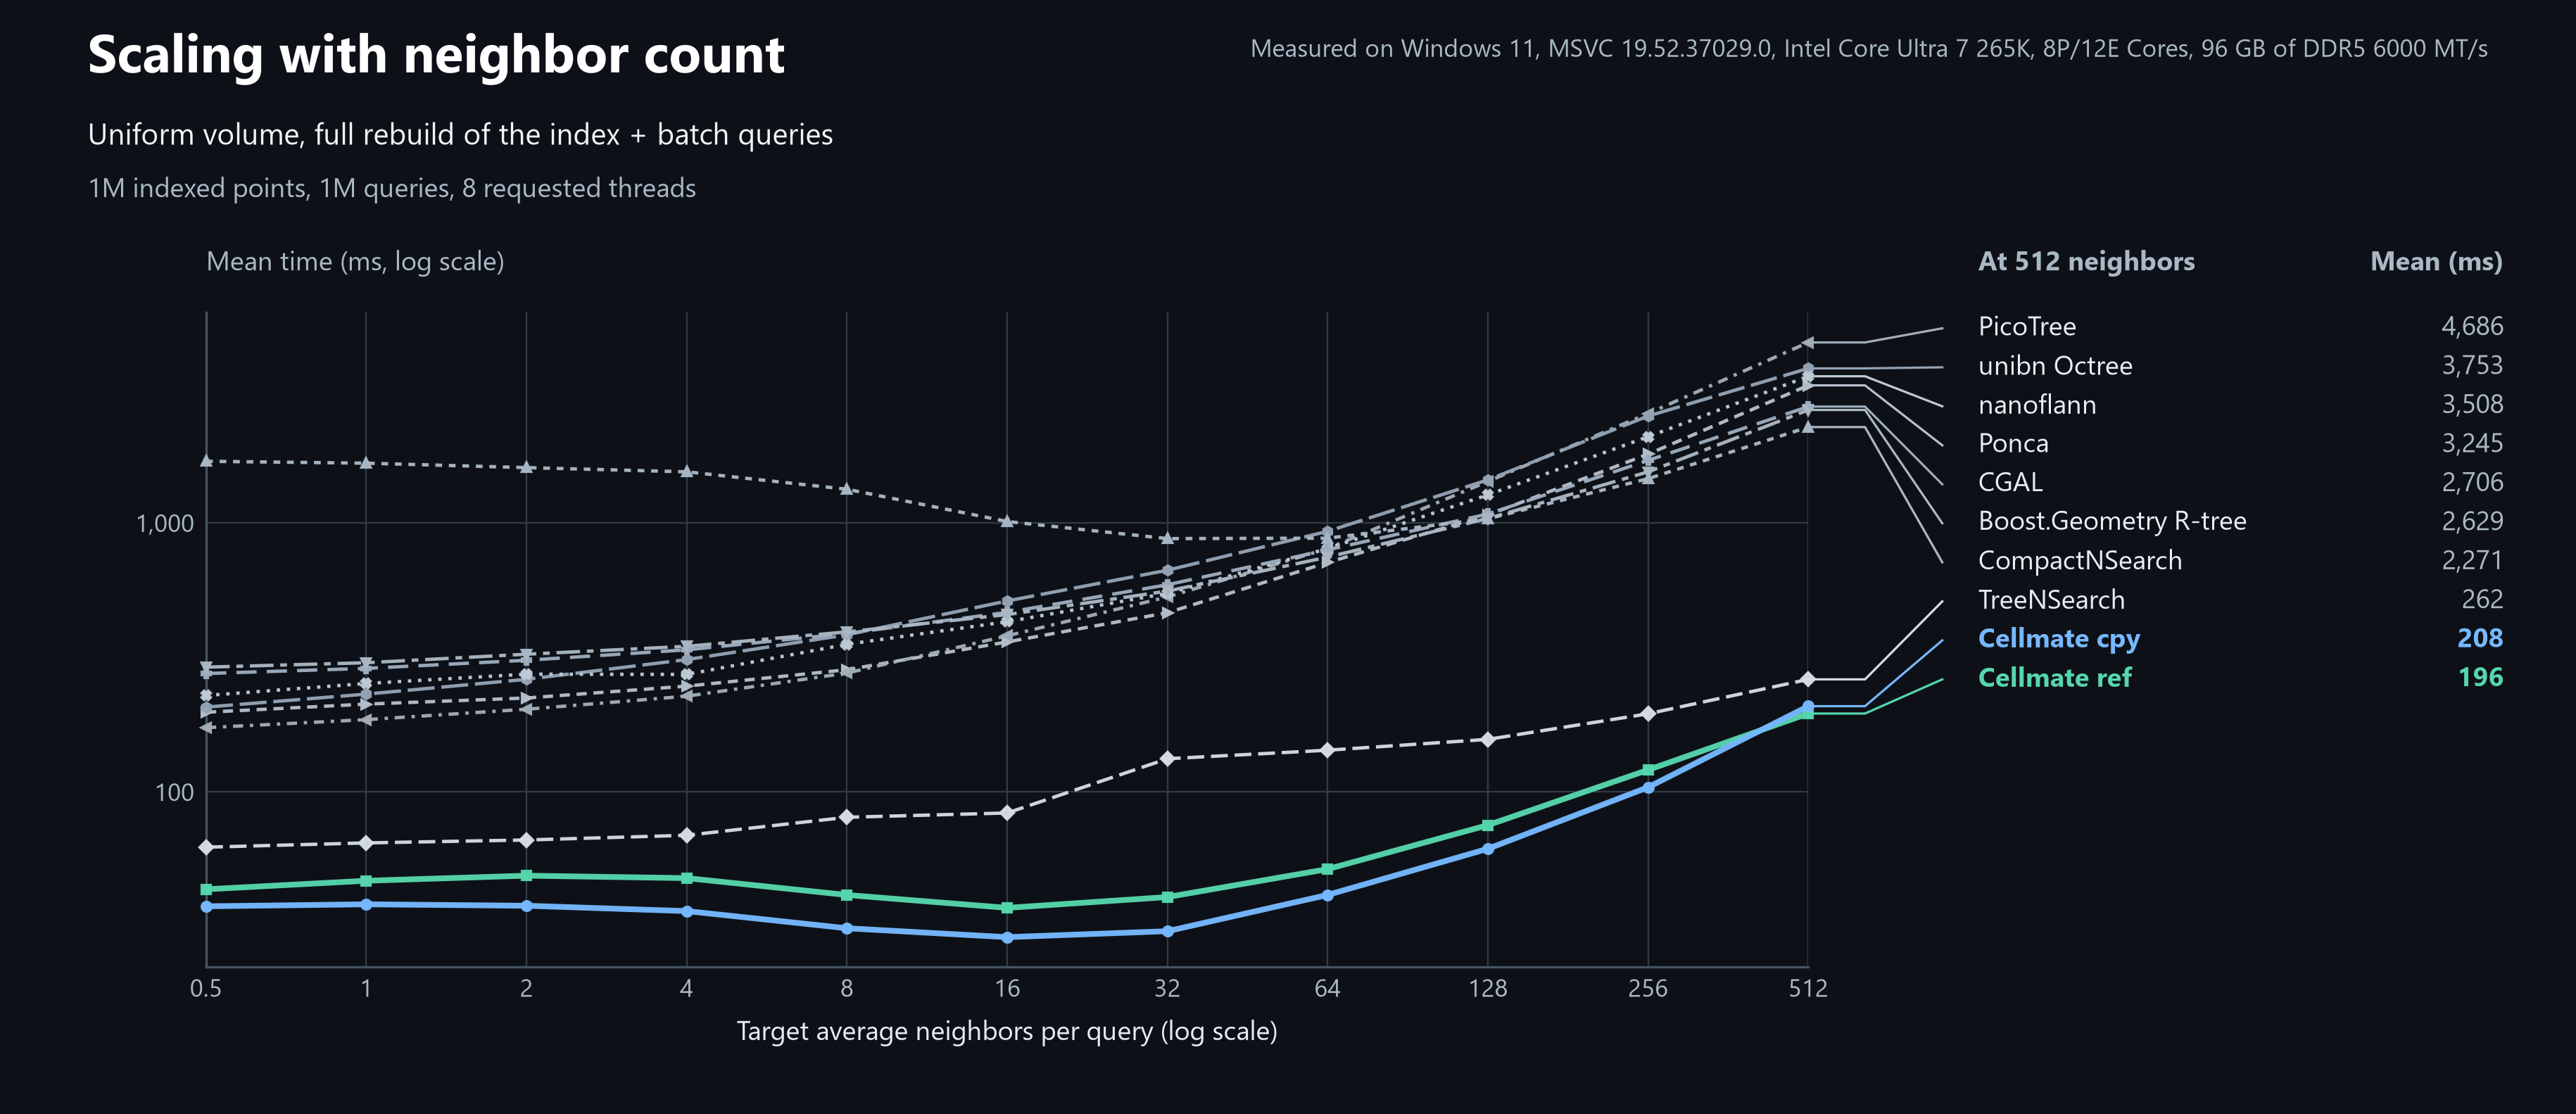 Scaling with neighbor count
Measured on Windows 11, MSVC 19.52.37029.0, Intel Core Ultra 7 265K, 8P/12E Cores, 96 GB of DDR5 6000 MT/s
Uniform volume, full rebuild of the index + batch queries
1M indexed points, 1M queries, 8 requested threads
Mean time (ms, log scale)
At 512 neighbors Mean (ms)
PicoTree 4,686
unibn Octree 3,753
nanoflann 3,508
Ponca 3,245
CGAL 2,706
Boost.Geometry R-tree 2,629
CompactNSearch 2,271
TreeNSearch 262
Cellmate cpy 208
Cellmate ref 196
1,000
100
0.5 1 2 4 8 16 32 64 128 256 512
Target average neighbors per query (log scale)